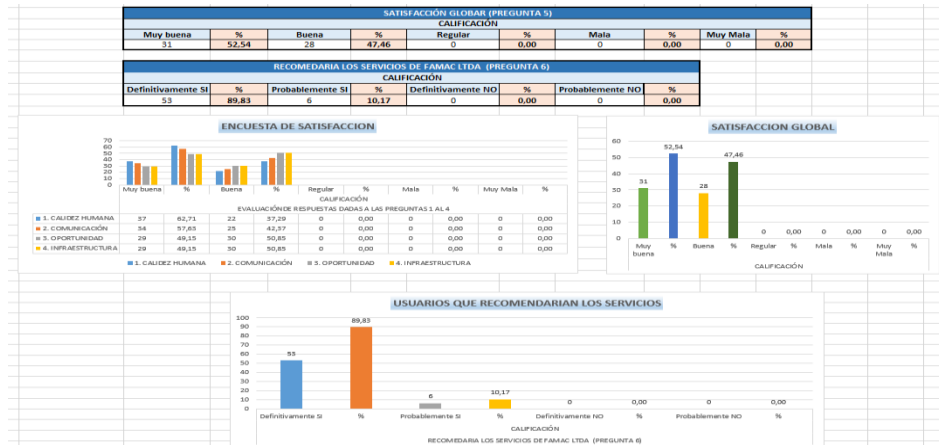 SATISFACCIÓN GLOBAR (PREGUNTA 5)
CALIFICACIÓN
Muy buena % Buena % Regular % Mala % Muy Mala %
31 52,54 28 47,46 0 0,00 0 0,00 0 0,00
RECOMEDARIA LOS SERVICIOS DE FAMAC LTDA (PREGUNTA 6)
CALIFICACIÓN
Definitivamente SI % Probablemente SI % Definitivamente NO % Probablemente NO %
53 89,83 6 10,17 0 0,00 0 0,00
ENCUESTA DE SATISFACCION
70
60
50
40
30
20
10
0
Muy buena % Buena % Regular % Mala % Muy Mala %
CALIFICACIÓN
EVALUACIÓN DE RESPUESTAS DADAS A LAS PREGUNTAS 1 AL 4
1. CALIDEZ HUMANA 37 62,71 22 37,29 0 0,00 0 0,00 0 0,00
2. COMUNICACIÓN 34 57,63 25 42,37 0 0,00 0 0,00 0 0,00
3. OPORTUNIDAD 29 49,15 30 50,85 0 0,00 0 0,00 0 0,00
4. INFRAESTRUCTURA 29 49,15 30 50,85 0 0,00 0 0,00 0 0,00
1. CALIDEZ HUMANA 2. COMUNICACIÓN 3. OPORTUNIDAD 4. INFRAESTRUCTURA
SATISFACCION GLOBAL
60
50
40
30
20
10
0
31 52,54 28 47,46 0 0,00 0 0,00 0 0,00
Muy buena % Buena % Regular % Mala % Muy Mala %
CALIFICACIÓN
USUARIOS QUE RECOMENDARIAN LOS SERVICIOS
100
90
80
70
60
50
40
30
20
10
0
53 89,83 6 10,17 0 0,00 0 0,00
Definitivamente SI % Probablemente SI % Definitivamente NO % Probablemente NO %
CALIFICACIÓN
RECOMEDARIA LOS SERVICIOS DE FAMAC LTDA (PREGUNTA 6)